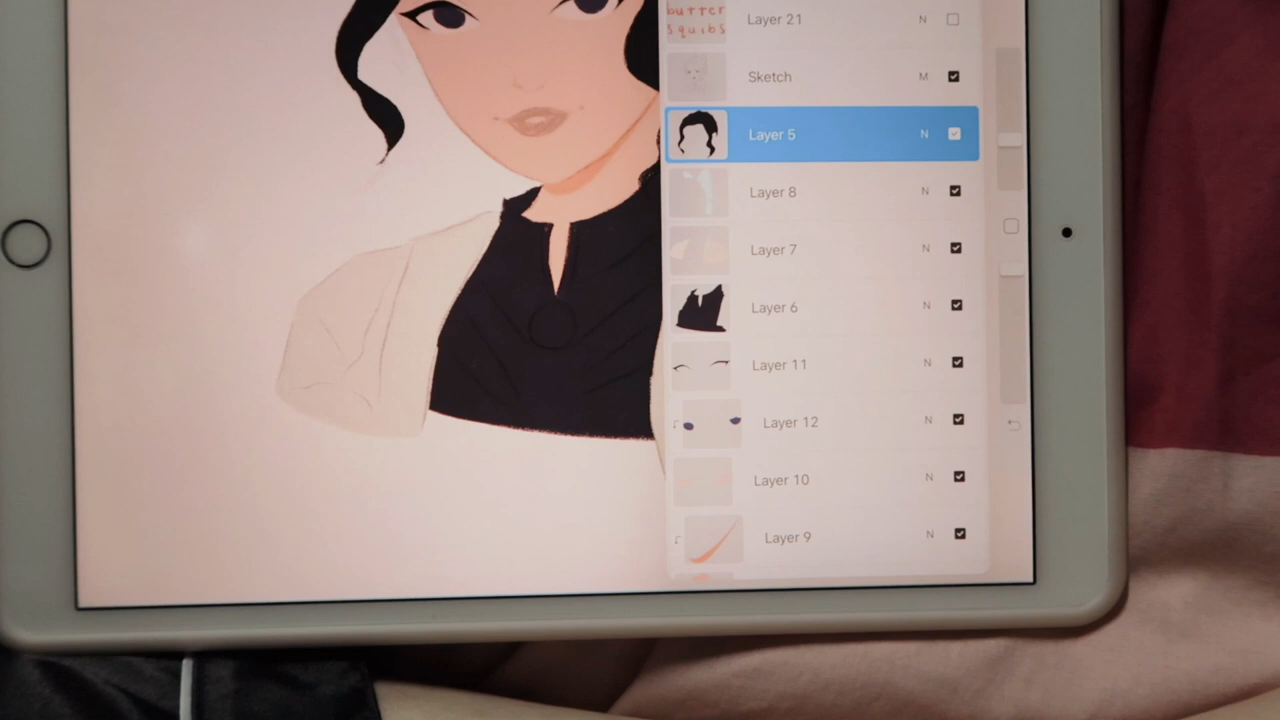 butter
squibs
Layer 21 N
Sketch M
Layer 5 N
Layer 8 N
Layer 7 N
Layer 6 N
Layer 11 N
Layer 12 N
Layer 10 N
Layer 9 N